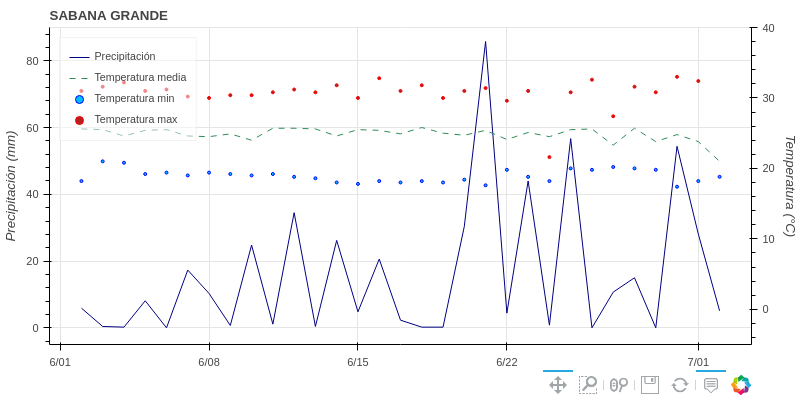 SABANA GRANDE
Precipitación
Temperatura media
Temperatura min
Temperatura max
Precipitación (mm)
80
60
40
20
0
40
30
20
10
0
Temperatura (°C)
6/01
6/08
6/15
6/22
7/01